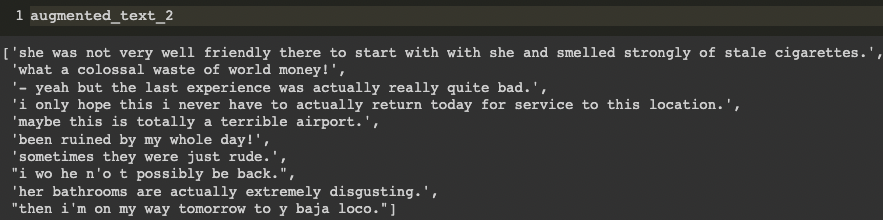 1 augmented_text_2
['she was not very well friendly there to start with with she and smelled strongly of stale cigarettes.',
'what a colossal waste of world money!',
'- yeah but the last experience was actually really quite bad.',
'i only hope this i never have to actually return today for service to this location.',
'maybe this is totally a terrible airport.',
'been ruined by my whole day!',
'sometimes they were just rude.',
"i wo he n'o t possibly be back.",
'her bathrooms are actually extremely disgusting.',
"then i'm on my way tomorrow to y baja loco."]